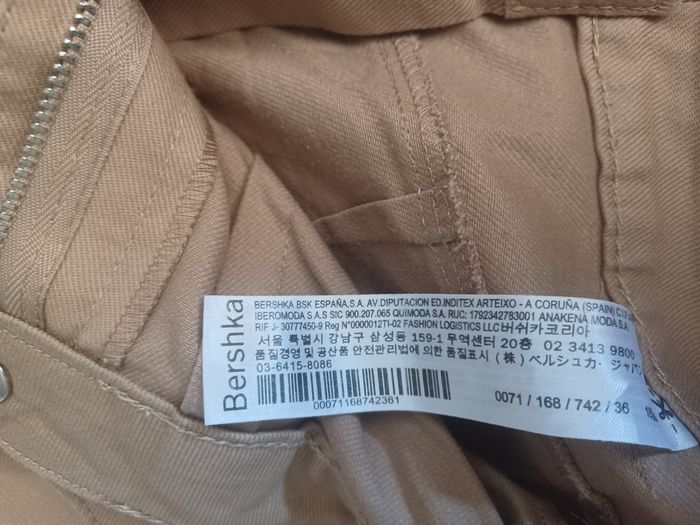 Bershka
BERSHKA BSK ESPAÑA,S.A. AV.DIPUTACION ED.INDITEX ARTEIXO - A CORUÑA (SPAIN) C.I.F.
IBEROMODA S.A.S SIC 900.207.065 QUIMODA S.A. RUC: 1792342783001 ANAKENA MODA S.A.
RIF J- 30777450-9 Reg N°0000012TI-02 FASHION LOGISTICS LLC버쉬카코리아
서울 특별시 강남구 삼성동 159-1 무역센터 20층 02 3413 9800
품질경영 및 공산품 안전관리법에 의한 품질표시 (株) ベルシュカ・ジャパン
03-6415-8086
00071168742361
0071 / 168 / 742 / 36